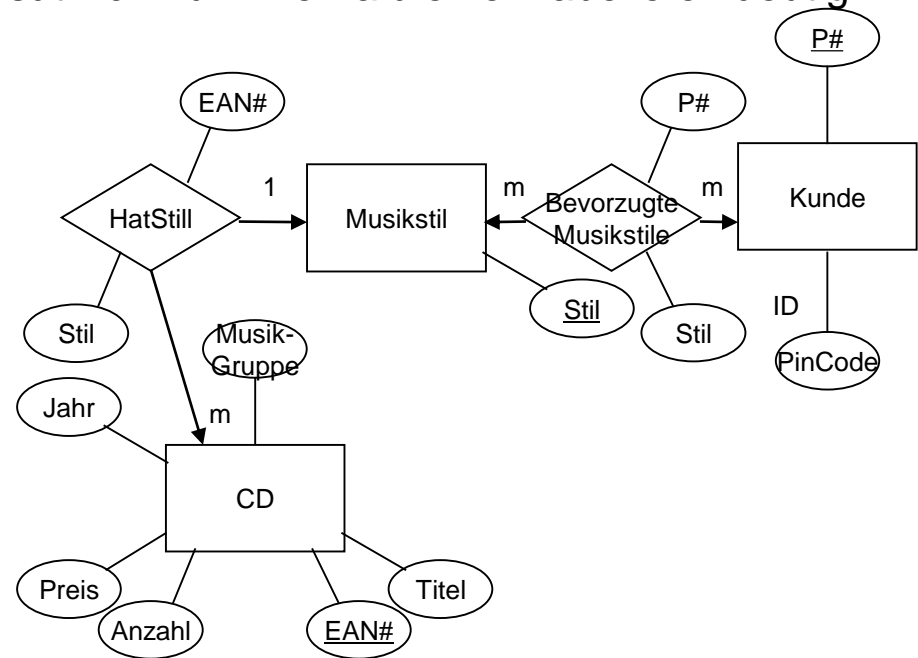 P#
EAN#
P#
1
m
m
HatStill
Musikstil
Bevorzugte
Musikstile
Kunde
Stil
Stil
Stil
ID
PinCode
Musik-
Gruppe
Jahr
m
CD
Preis
Anzahl
EAN#
Titel